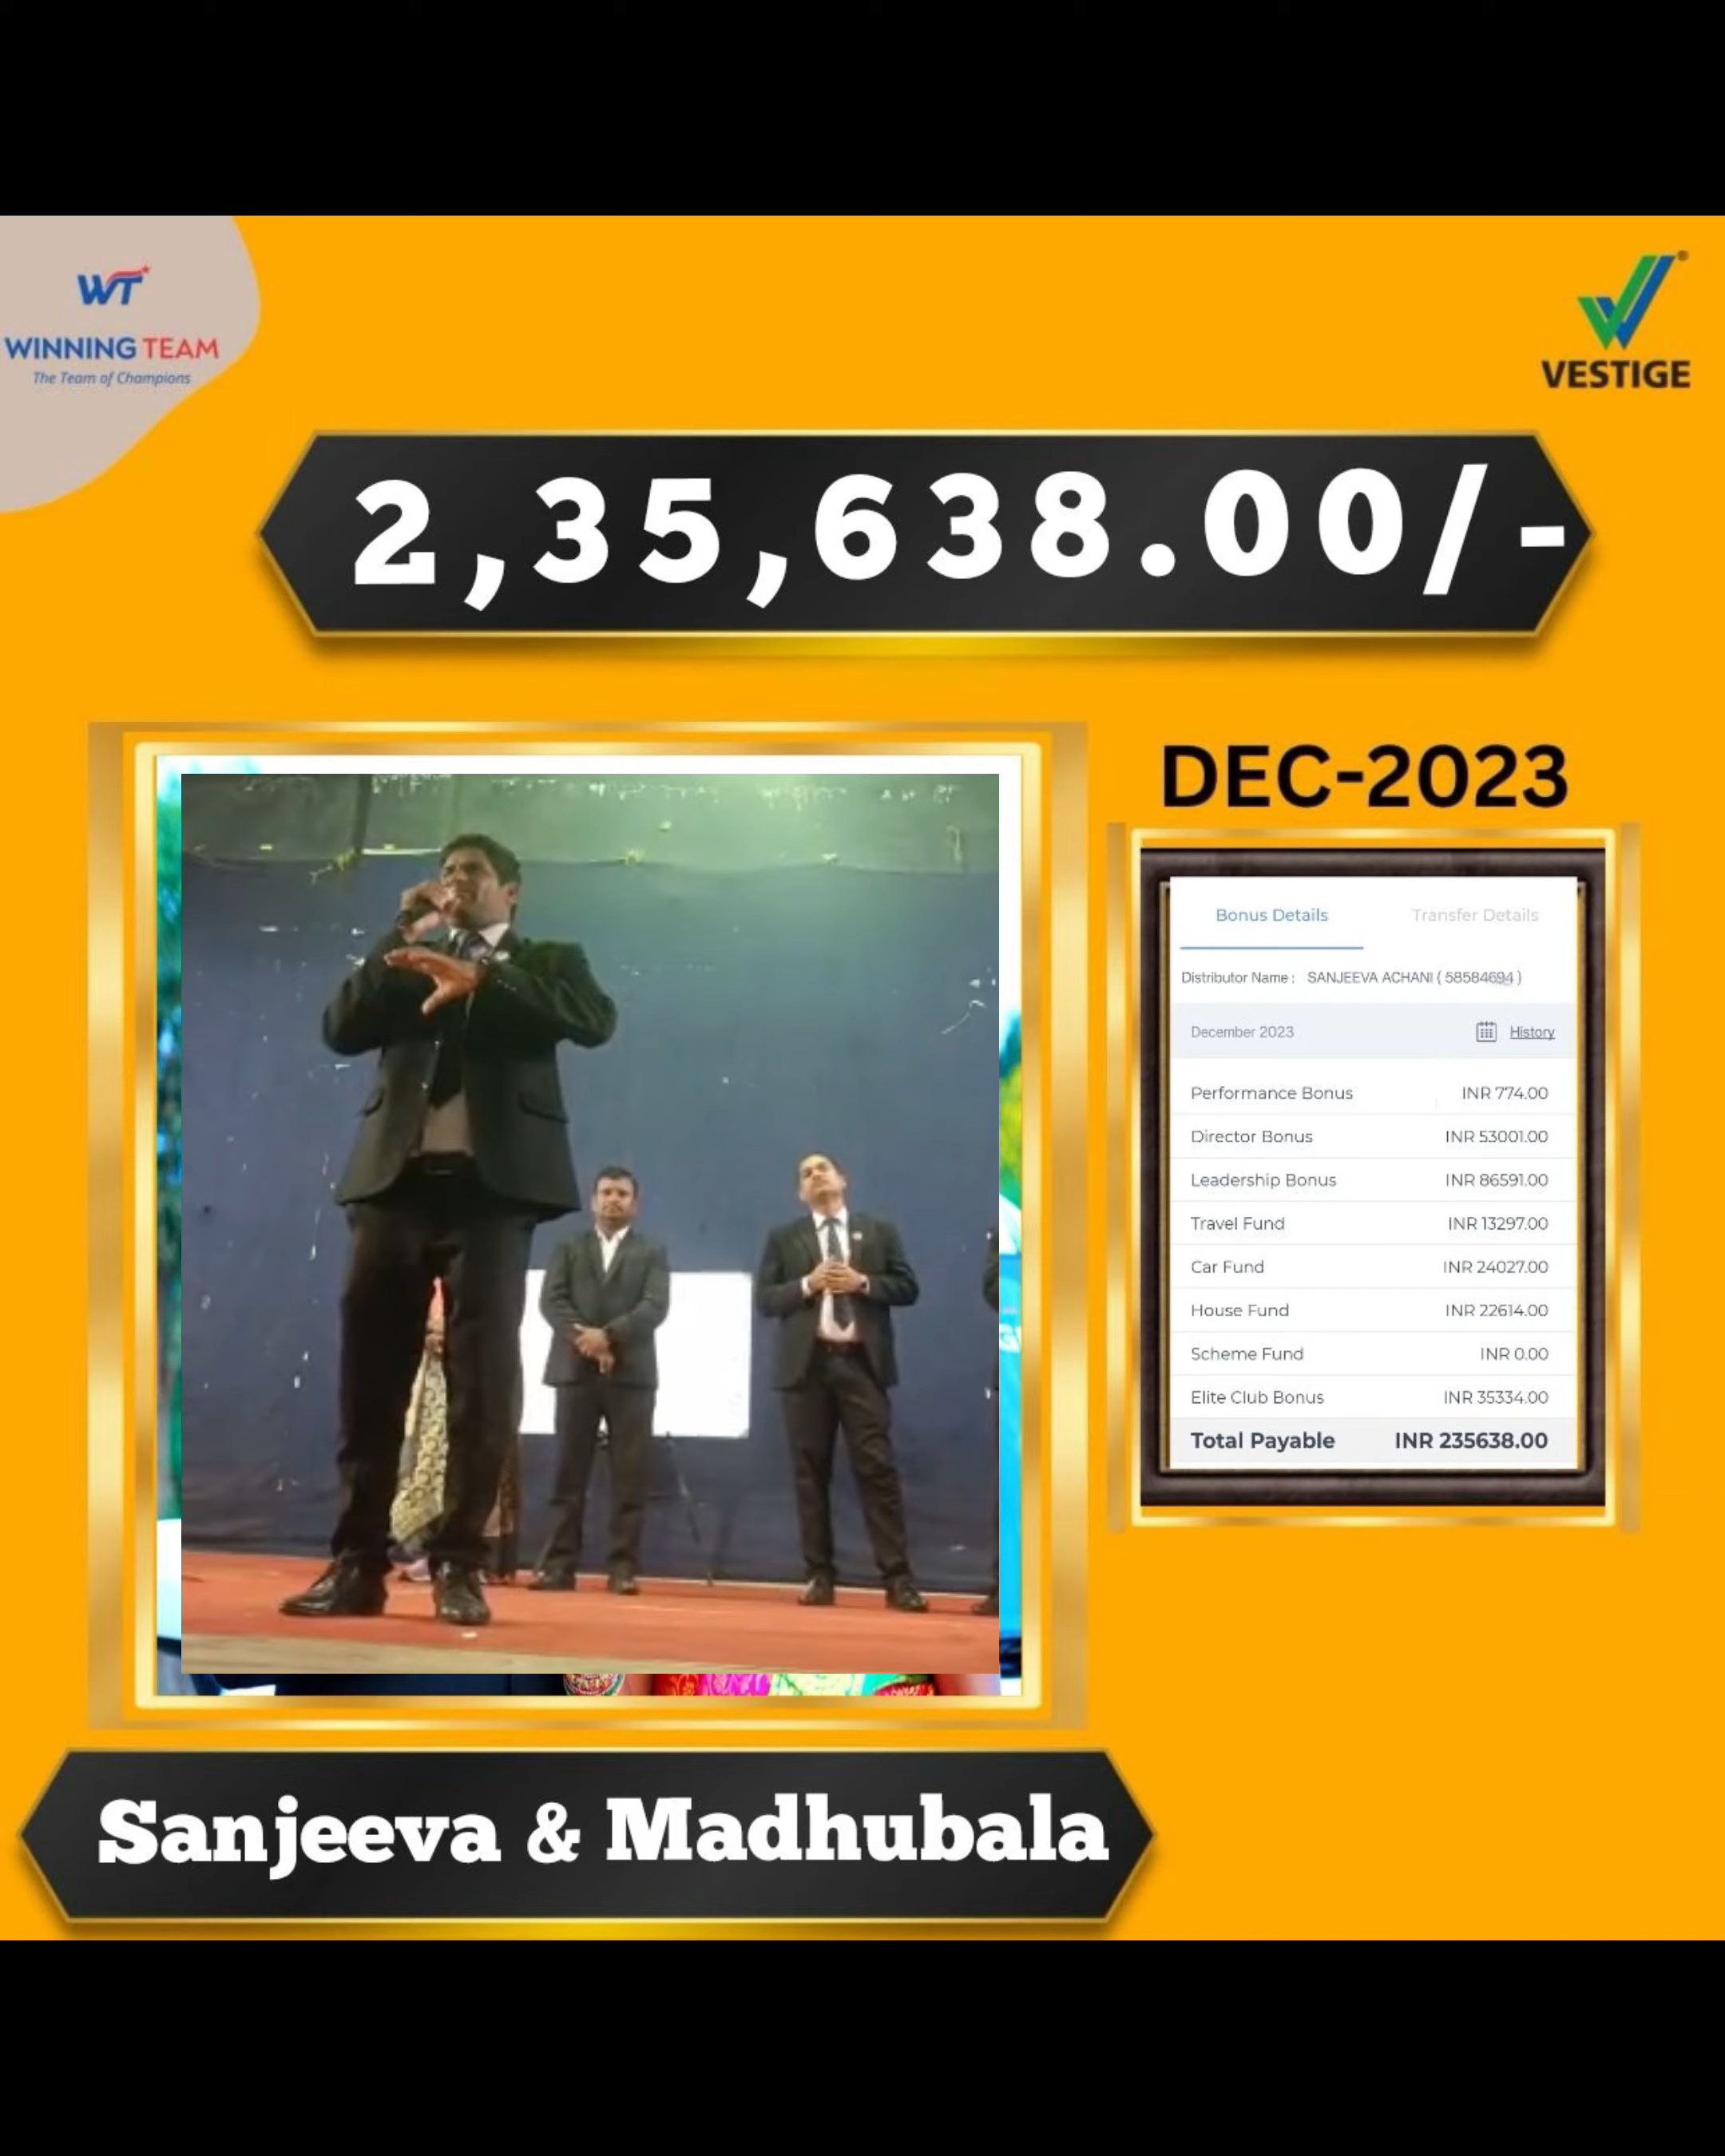 WT
WINNING TEAM
The Team of Champions
VESTIGE
2,35,638.00/-
DEC-2023
Bonus Details Transfer Details
Distributor Name : SANJEEVA ACHANI ( 58584694 )
December 2023 History
Performance Bonus INR 774.00
Director Bonus INR 53001.00
Leadership Bonus INR 86591.00
Travel Fund INR 13297.00
Car Fund INR 24027.00
House Fund INR 22614.00
Scheme Fund INR 0.00
Elite Club Bonus INR 35334.00
Total Payable INR 235638.00
Sanjeeva & Madhubala